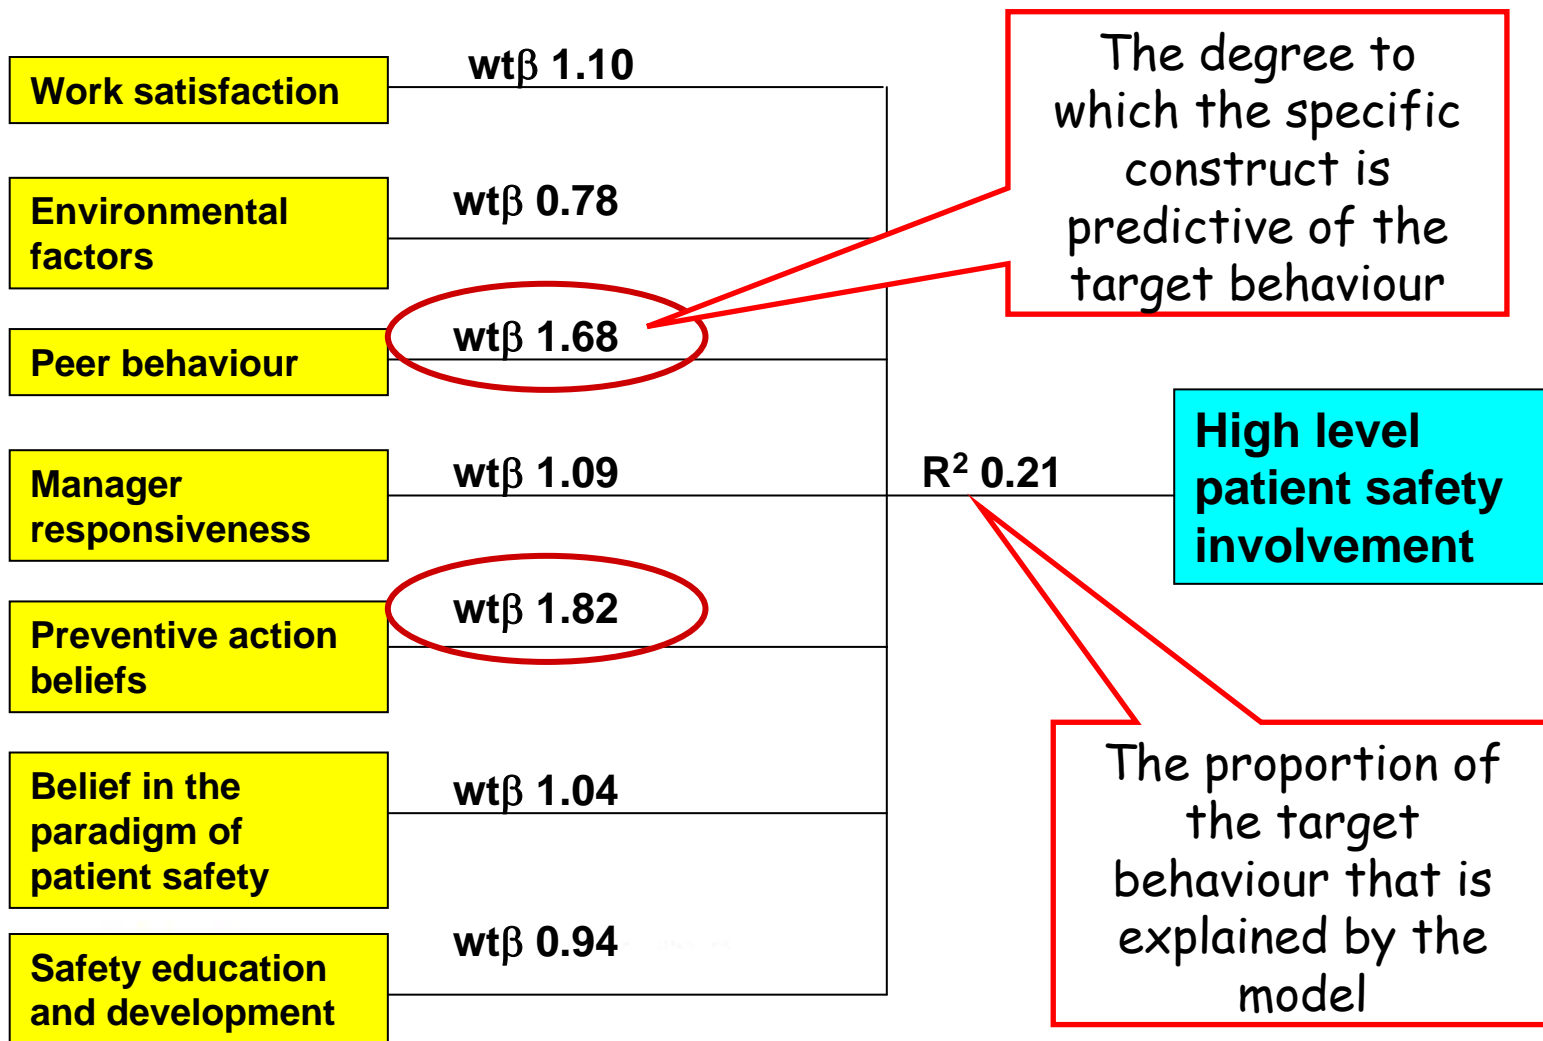 Work satisfaction
wtβ 1.10
Environmental
factors
wtβ 0.78
Peer behaviour
wtβ 1.68
Manager
responsiveness
wtβ 1.09
Preventive action
beliefs
wtβ 1.82
Belief in the
paradigm of
patient safety
wtβ 1.04
Safety education
and development
wtβ 0.94
R² 0.21
High level
patient safety
involvement
The degree to
which the specific
construct is
predictive of the
target behaviour
The proportion of
the target
behaviour that is
explained by the
model